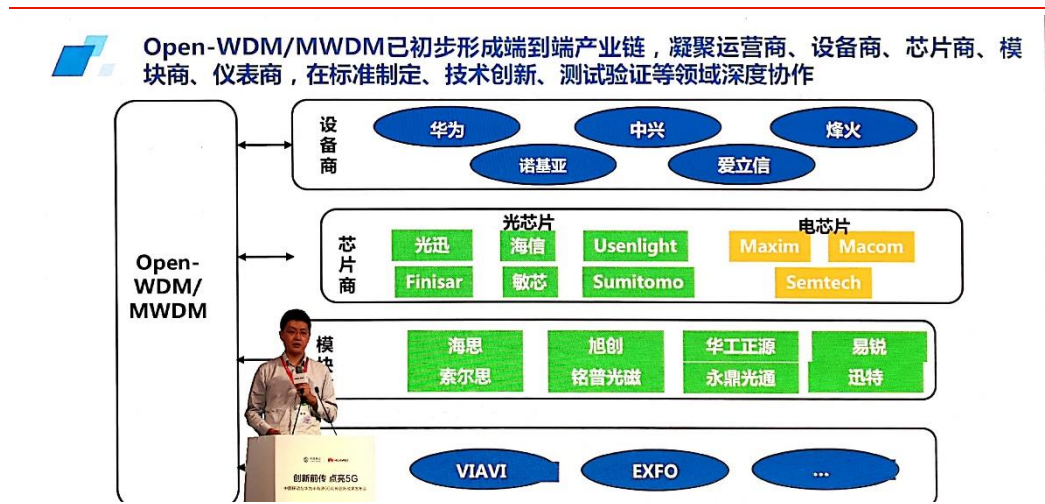 Open-WDM/MWDM已初步形成端到端产业链，凝聚运营商、设备商、芯片商、模
块商、仪表商，在标准制定、技术创新、测试验证等领域深度协作
Open-
WDM/
MWDM
设备商
华为
中兴
烽火
诺基亚
爱立信
芯片商
光芯片
电芯片
光迅
海信
Usenlight
Maxim
Macom
Finisar
敏芯
Sumitomo
Semtech
模块
海思
旭创
华工正源
易锐
索尔思
铭普光磁
永鼎光通
迅特
VIAVI
EXFO
...
HUAWEI
创新前传 点亮5G